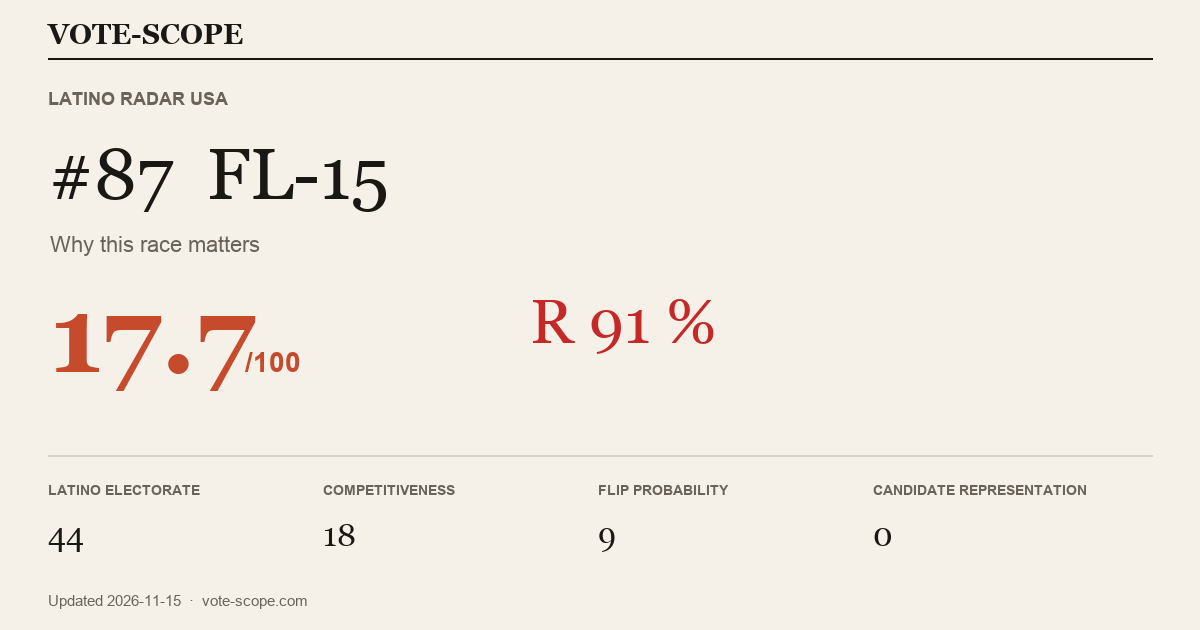 VOTE-SCOPE
LATINO RADAR USA
#87 FL-15
Why this race matters
17.7/100
R 91 %
LATINO ELECTORATE COMPETITIVENESS FLIP PROBABILITY CANDIDATE REPRESENTATION
44 18 9 0
Updated 2026-11-15 · vote-scope.com